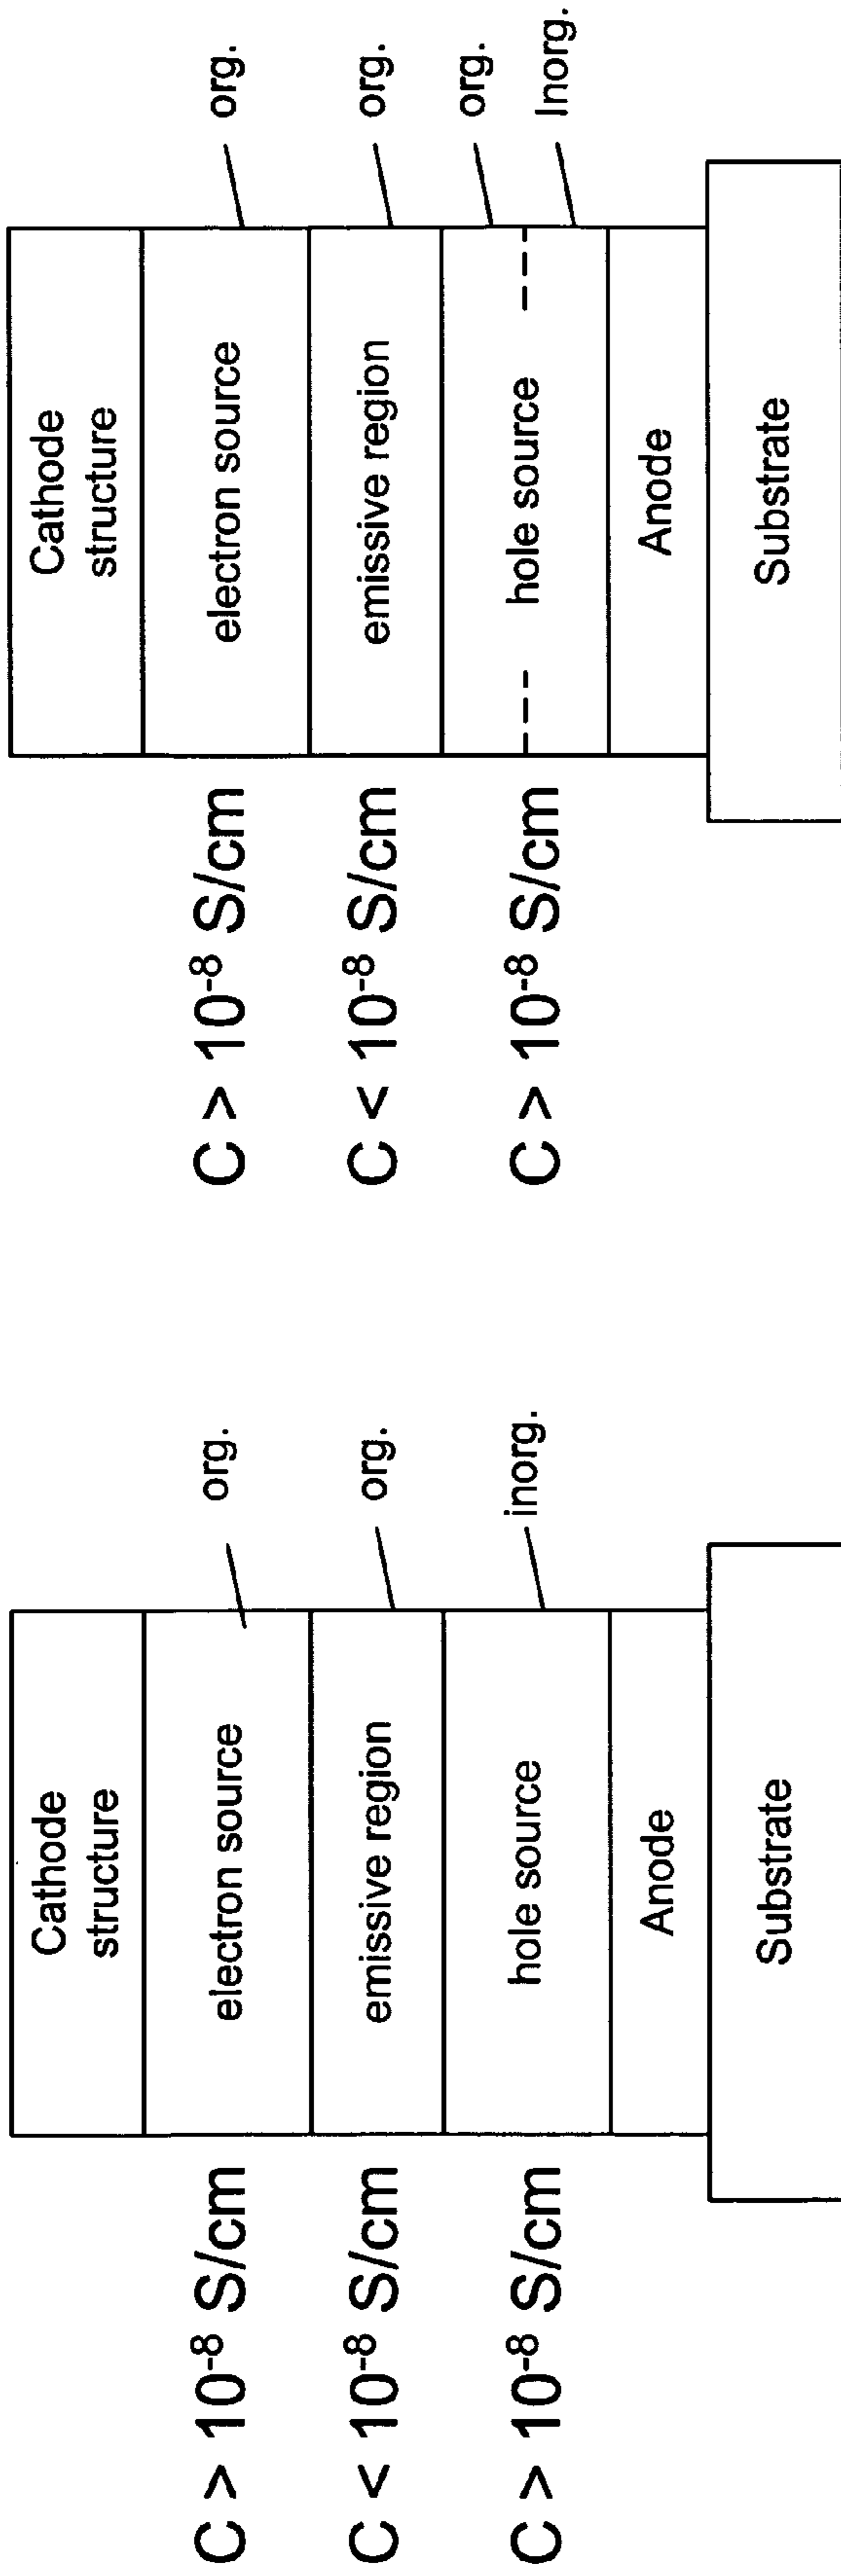 Cathode
structure
C > 10⁻⁸ S/cm
electron source
org.
C < 10⁻⁸ S/cm
emissive region
org.
C > 10⁻⁸ S/cm
hole source
inorg.
Anode
Substrate
Cathode
structure
C > 10⁻⁸ S/cm
electron source
org.
C < 10⁻⁸ S/cm
emissive region
org.
C > 10⁻⁸ S/cm
hole source
org.
Inorg.
Anode
Substrate